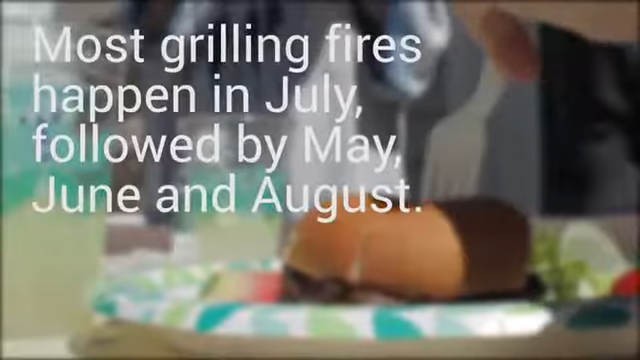 Most grilling fires
happen in July,
followed by May,
June and August.